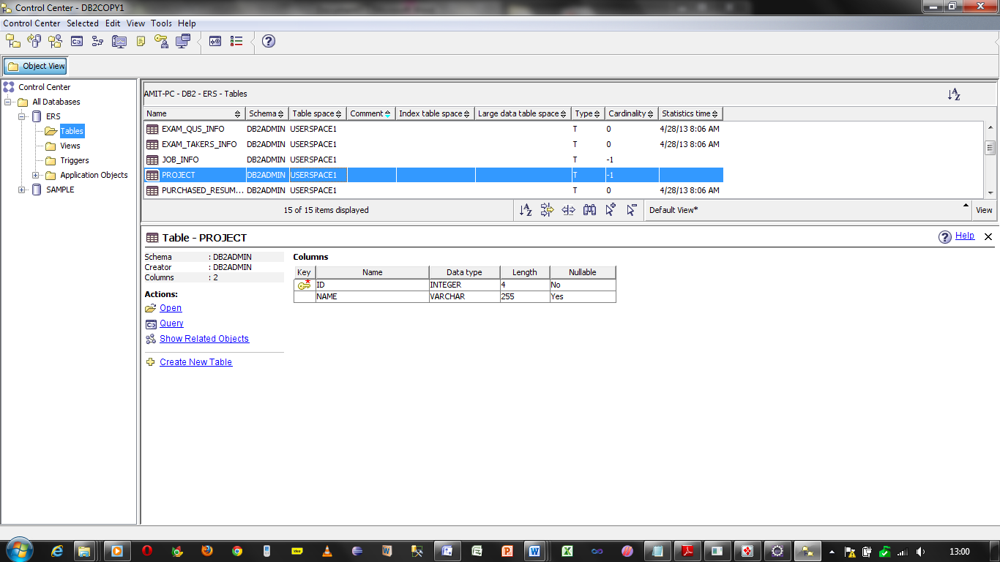 Control Center - DB2COPY1
Control Center Selected Edit View Tools Help
Object View
Control Center
All Databases
ERS
Tables
Views
Triggers
Application Objects
SAMPLE
AMIT-PC - DB2 - ERS - Tables
Name Schema Table space Comment Index table space Large data table space Type Cardinality Statistics time
EXAM_QUS_INFO DB2ADMIN USERSPACE1 T 0 4/28/13 8:06 AM
EXAM_TAKERS_INFO DB2ADMIN USERSPACE1 T 0 4/28/13 8:06 AM
JOB_INFO DB2ADMIN USERSPACE1 T -1
PROJECT DB2ADMIN USERSPACE1 T -1
PURCHASED_RESUM... DB2ADMIN USERSPACE1 T 0 4/28/13 8:06 AM
15 of 15 items displayed Default View* View
Table - PROJECT Help
Schema : DB2ADMIN
Creator : DB2ADMIN
Columns : 2
Actions:
Open
Query
Show Related Objects
Create New Table
Columns
Key Name Data type Length Nullable
ID INTEGER 4 No
NAME VARCHAR 255 Yes
13:00